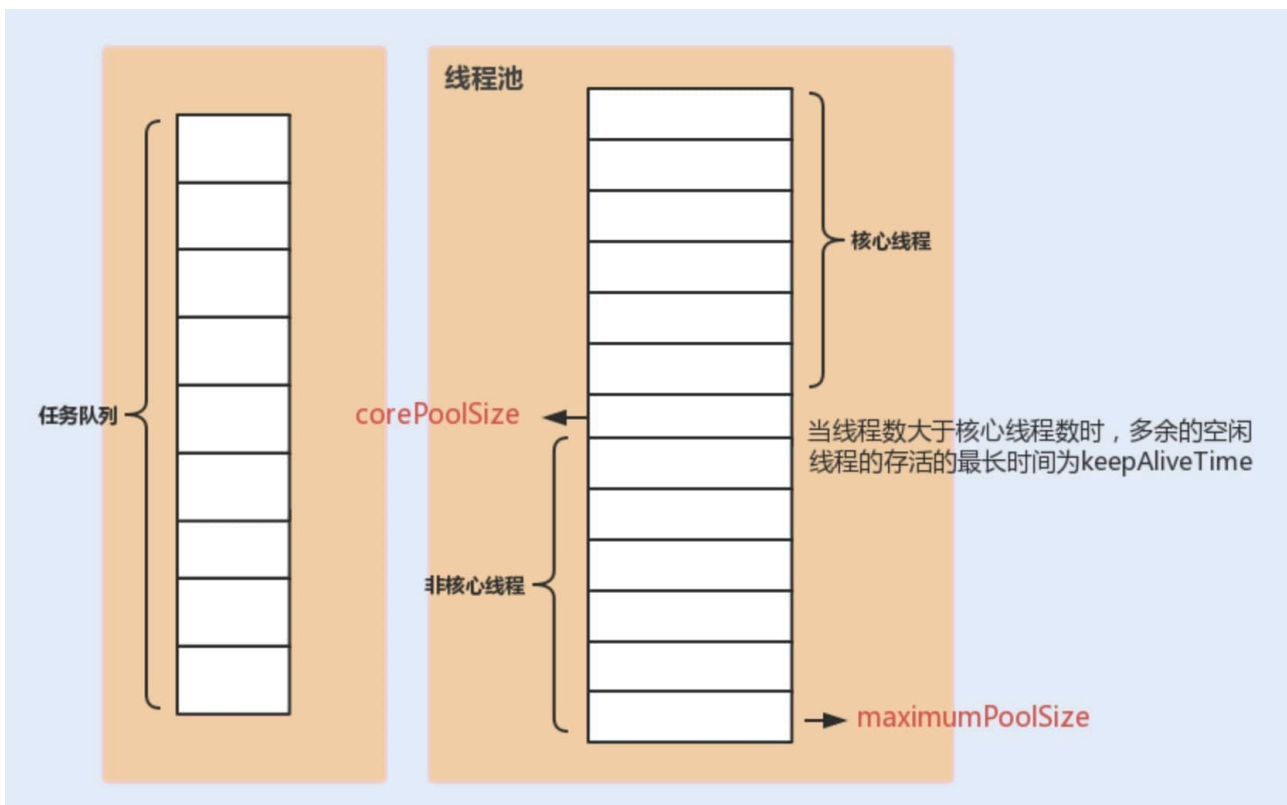 线程池
核心线程
任务队列
corePoolSize
当线程数大于核心线程数时，多余的空闲
线程的存活的最长时间为keepAliveTime
非核心线程
maximumPoolSize